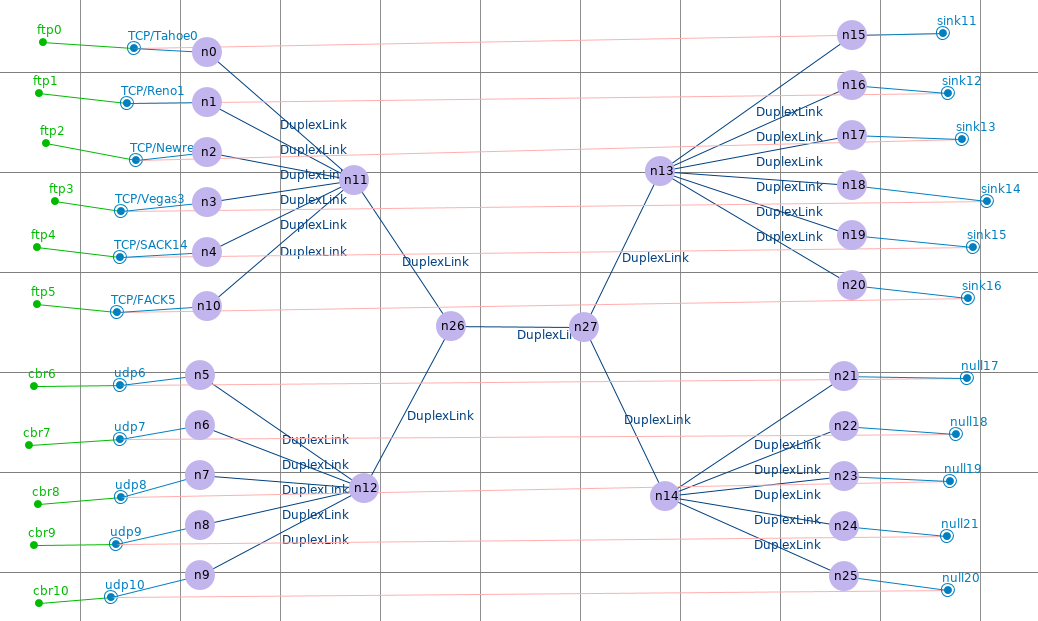 ftp0
TCP/Tahoe0
n0
n15
sink11
ftp1
TCP/Reno1
n1
n16
sink12
DuplexLink
DuplexLink
ftp2
TCP/Newre
n2
DuplexLink
n17
sink13
DuplexLink
DuplexLink
n11
n13
DuplexLink
ftp3
TCP/Vegas3
n3
DuplexLink
n18
sink14
DuplexLink
DuplexLink
DuplexLink
ftp4
TCP/SACK14
n4
DuplexLink
n19
sink15
DuplexLink
DuplexLink
DuplexLink
ftp5
TCP/FACK5
n10
n20
sink16
n26
n27
DuplexLin
cbr6
udp6
n5
n21
null17
DuplexLink
DuplexLink
cbr7
udp7
n6
DuplexLink
n22
null18
DuplexLink
DuplexLink
n7
n23
null19
DuplexLink
cbr8
udp8
DuplexLink
n12
n14
DuplexLink
DuplexLink
n8
DuplexLink
n24
null21
cbr9
udp9
DuplexLink
DuplexLink
n9
n25
null20
cbr10
udp10